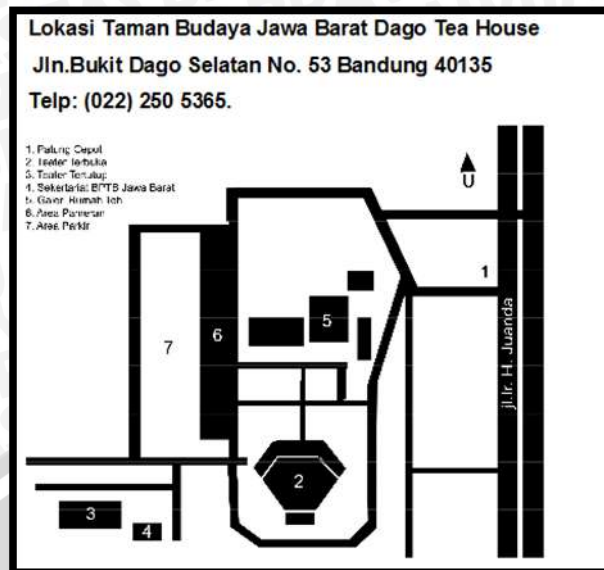 Lokasi Taman Budaya Jawa Barat Dago Tea House
Jln.Bukit Dago Selatan No. 53 Bandung 40135
Telp: (022) 250 5365.
1. Patung Cepot
2. Teater Terbuka
3. Teater Tertutup
4. Sekertariat BPTB Jawa Barat
5. Galeri Rumah Teh
6. Area Pameran
7. Area Parkir
U
1
5
6
7
jl.Ir. H. Juanda
2
3
4